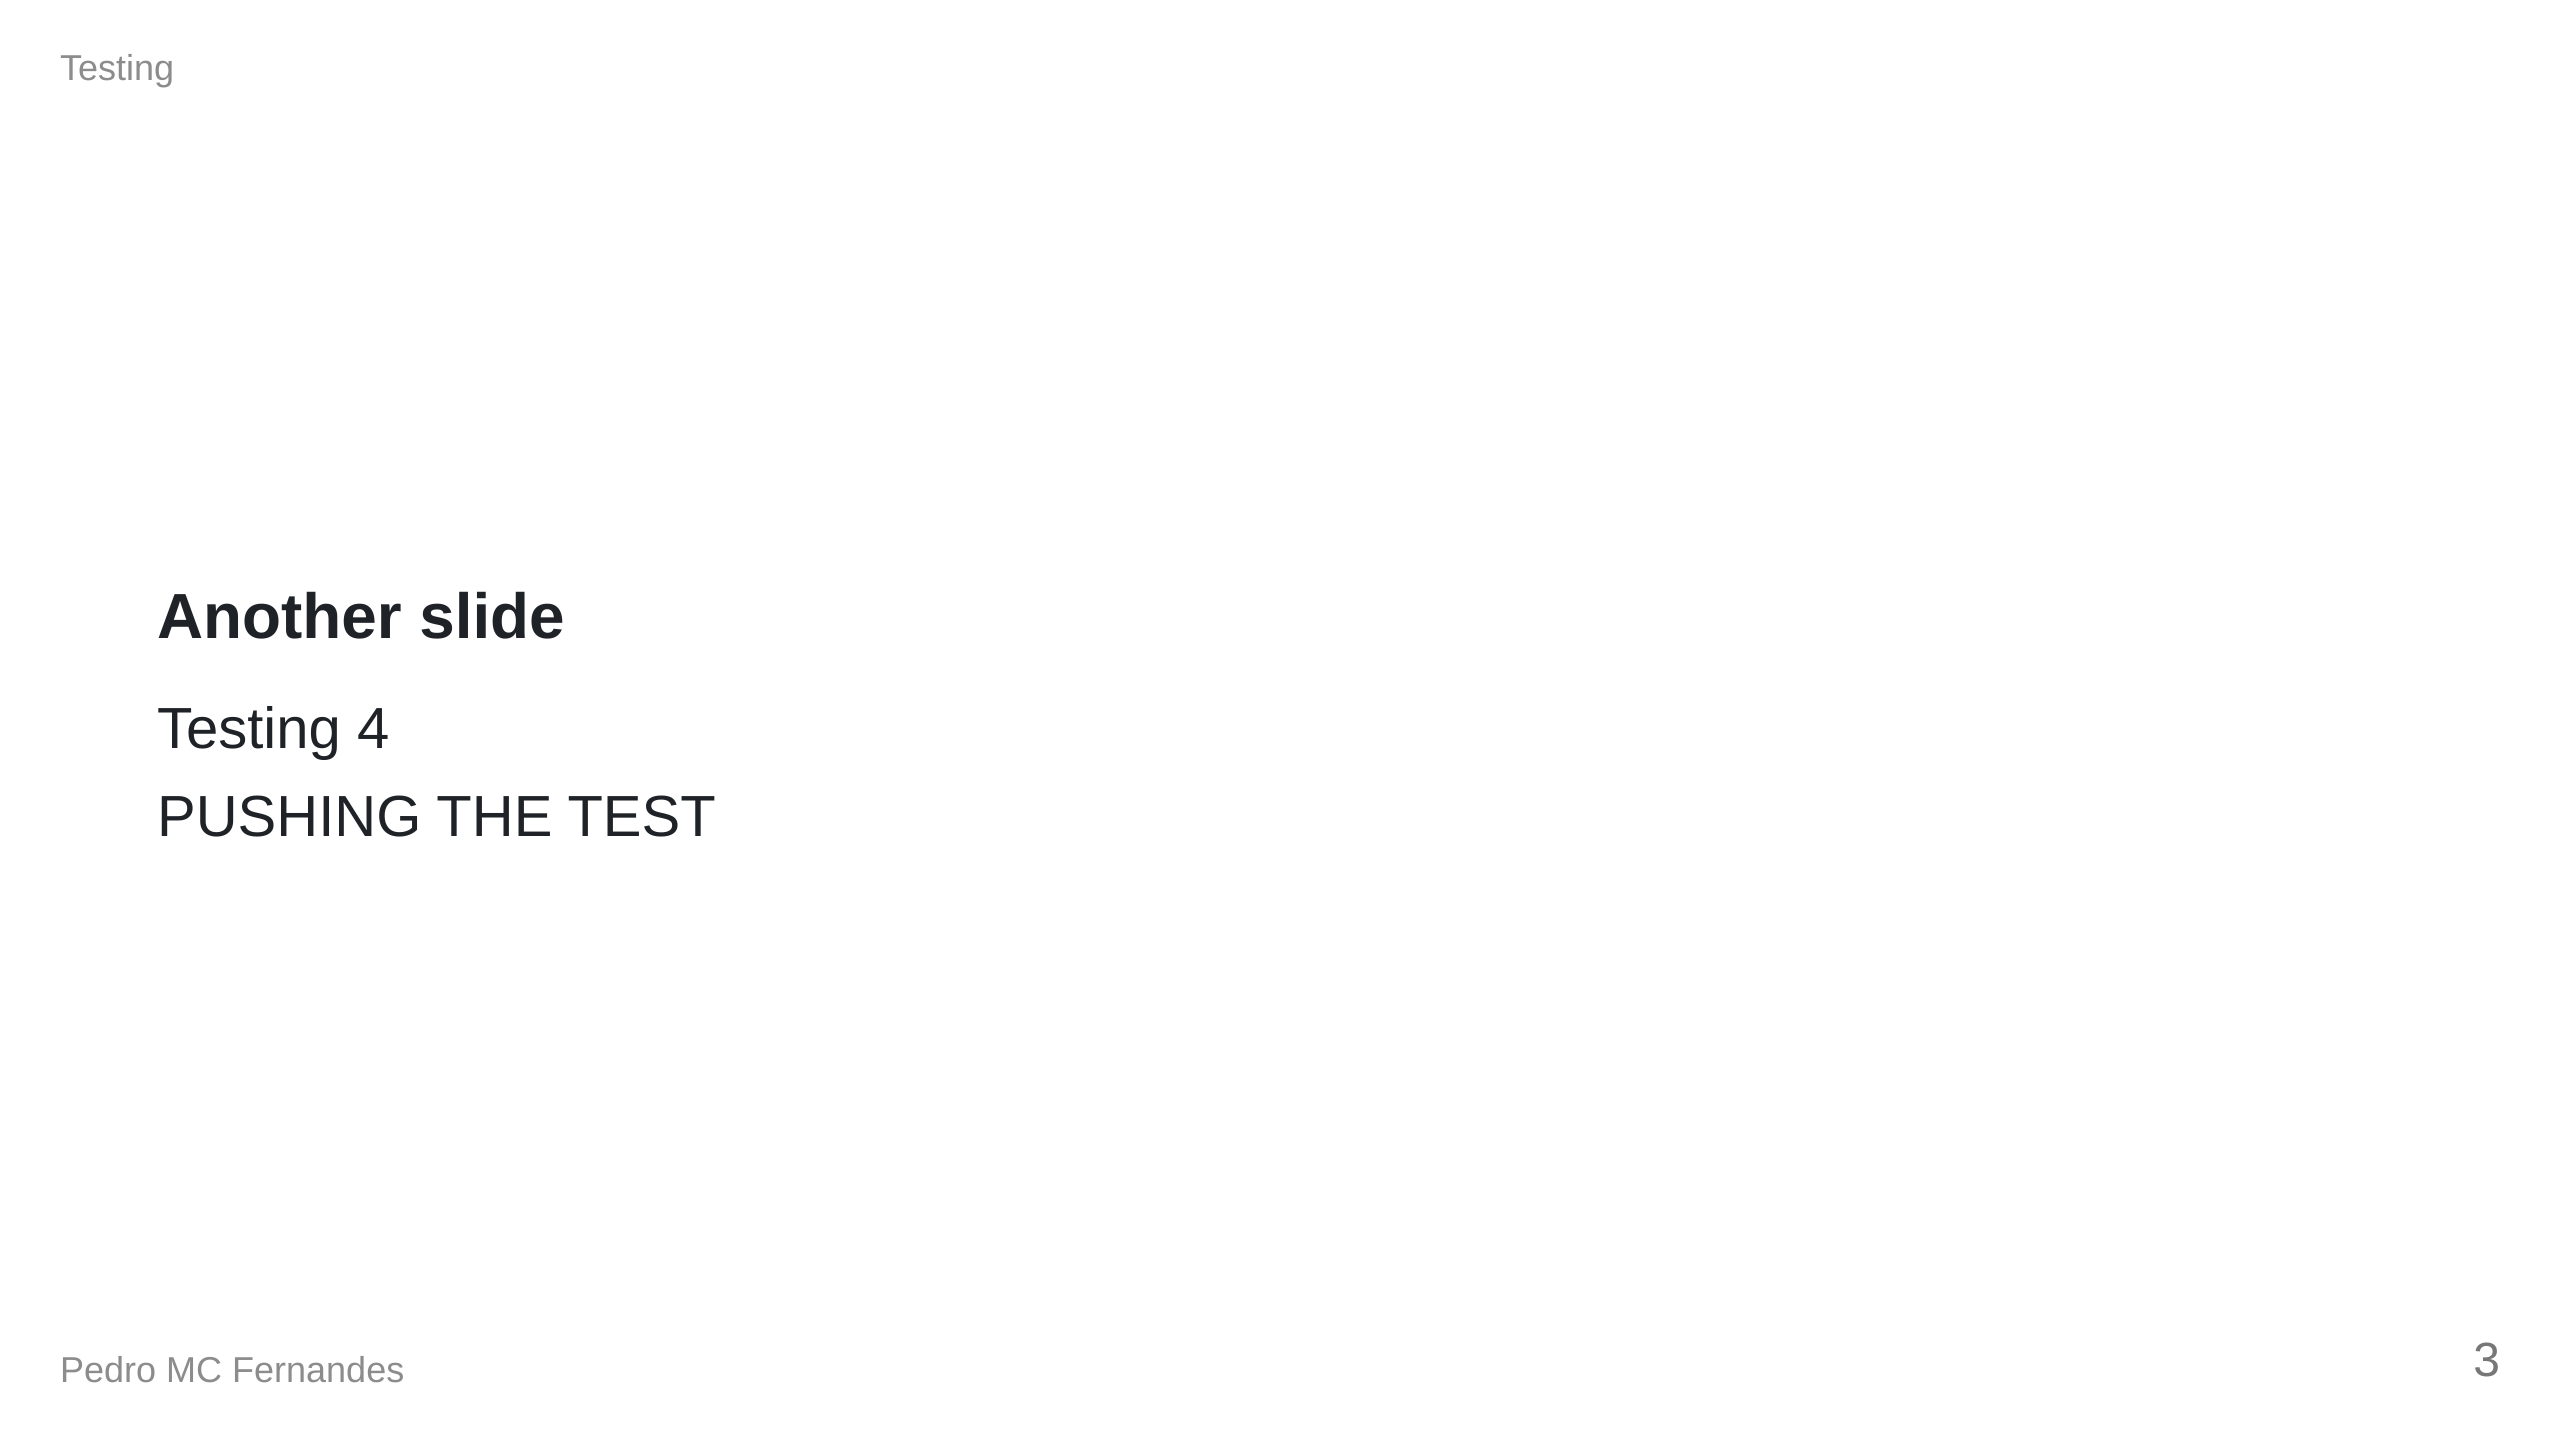 Testing
Another slide
Testing 4
PUSHING THE TEST
Pedro MC Fernandes
3